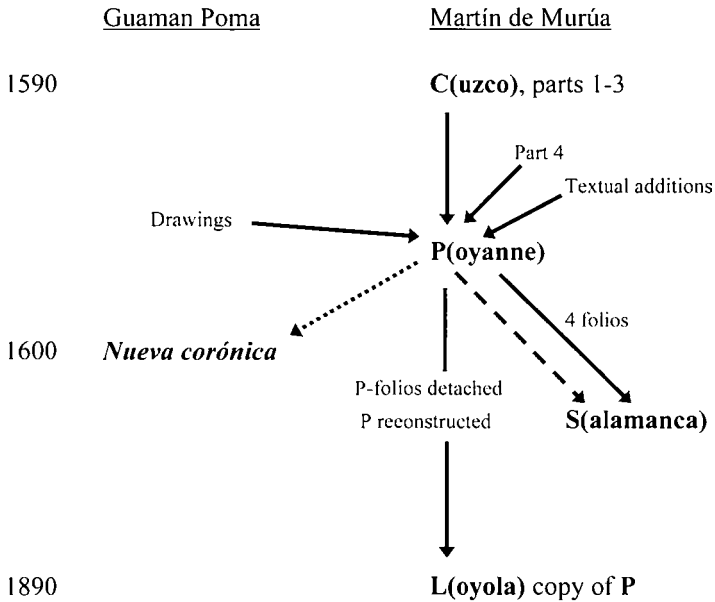 Guaman Poma Martín de Murúa
1590 C(uzco), parts 1-3
Part 4
Textual additions
Drawings
P(oyanne)
4 folios
1600 Nueva corónica
P-folios detached
P reconstructed
S(alamanca)
1890 L(oyola) copy of P